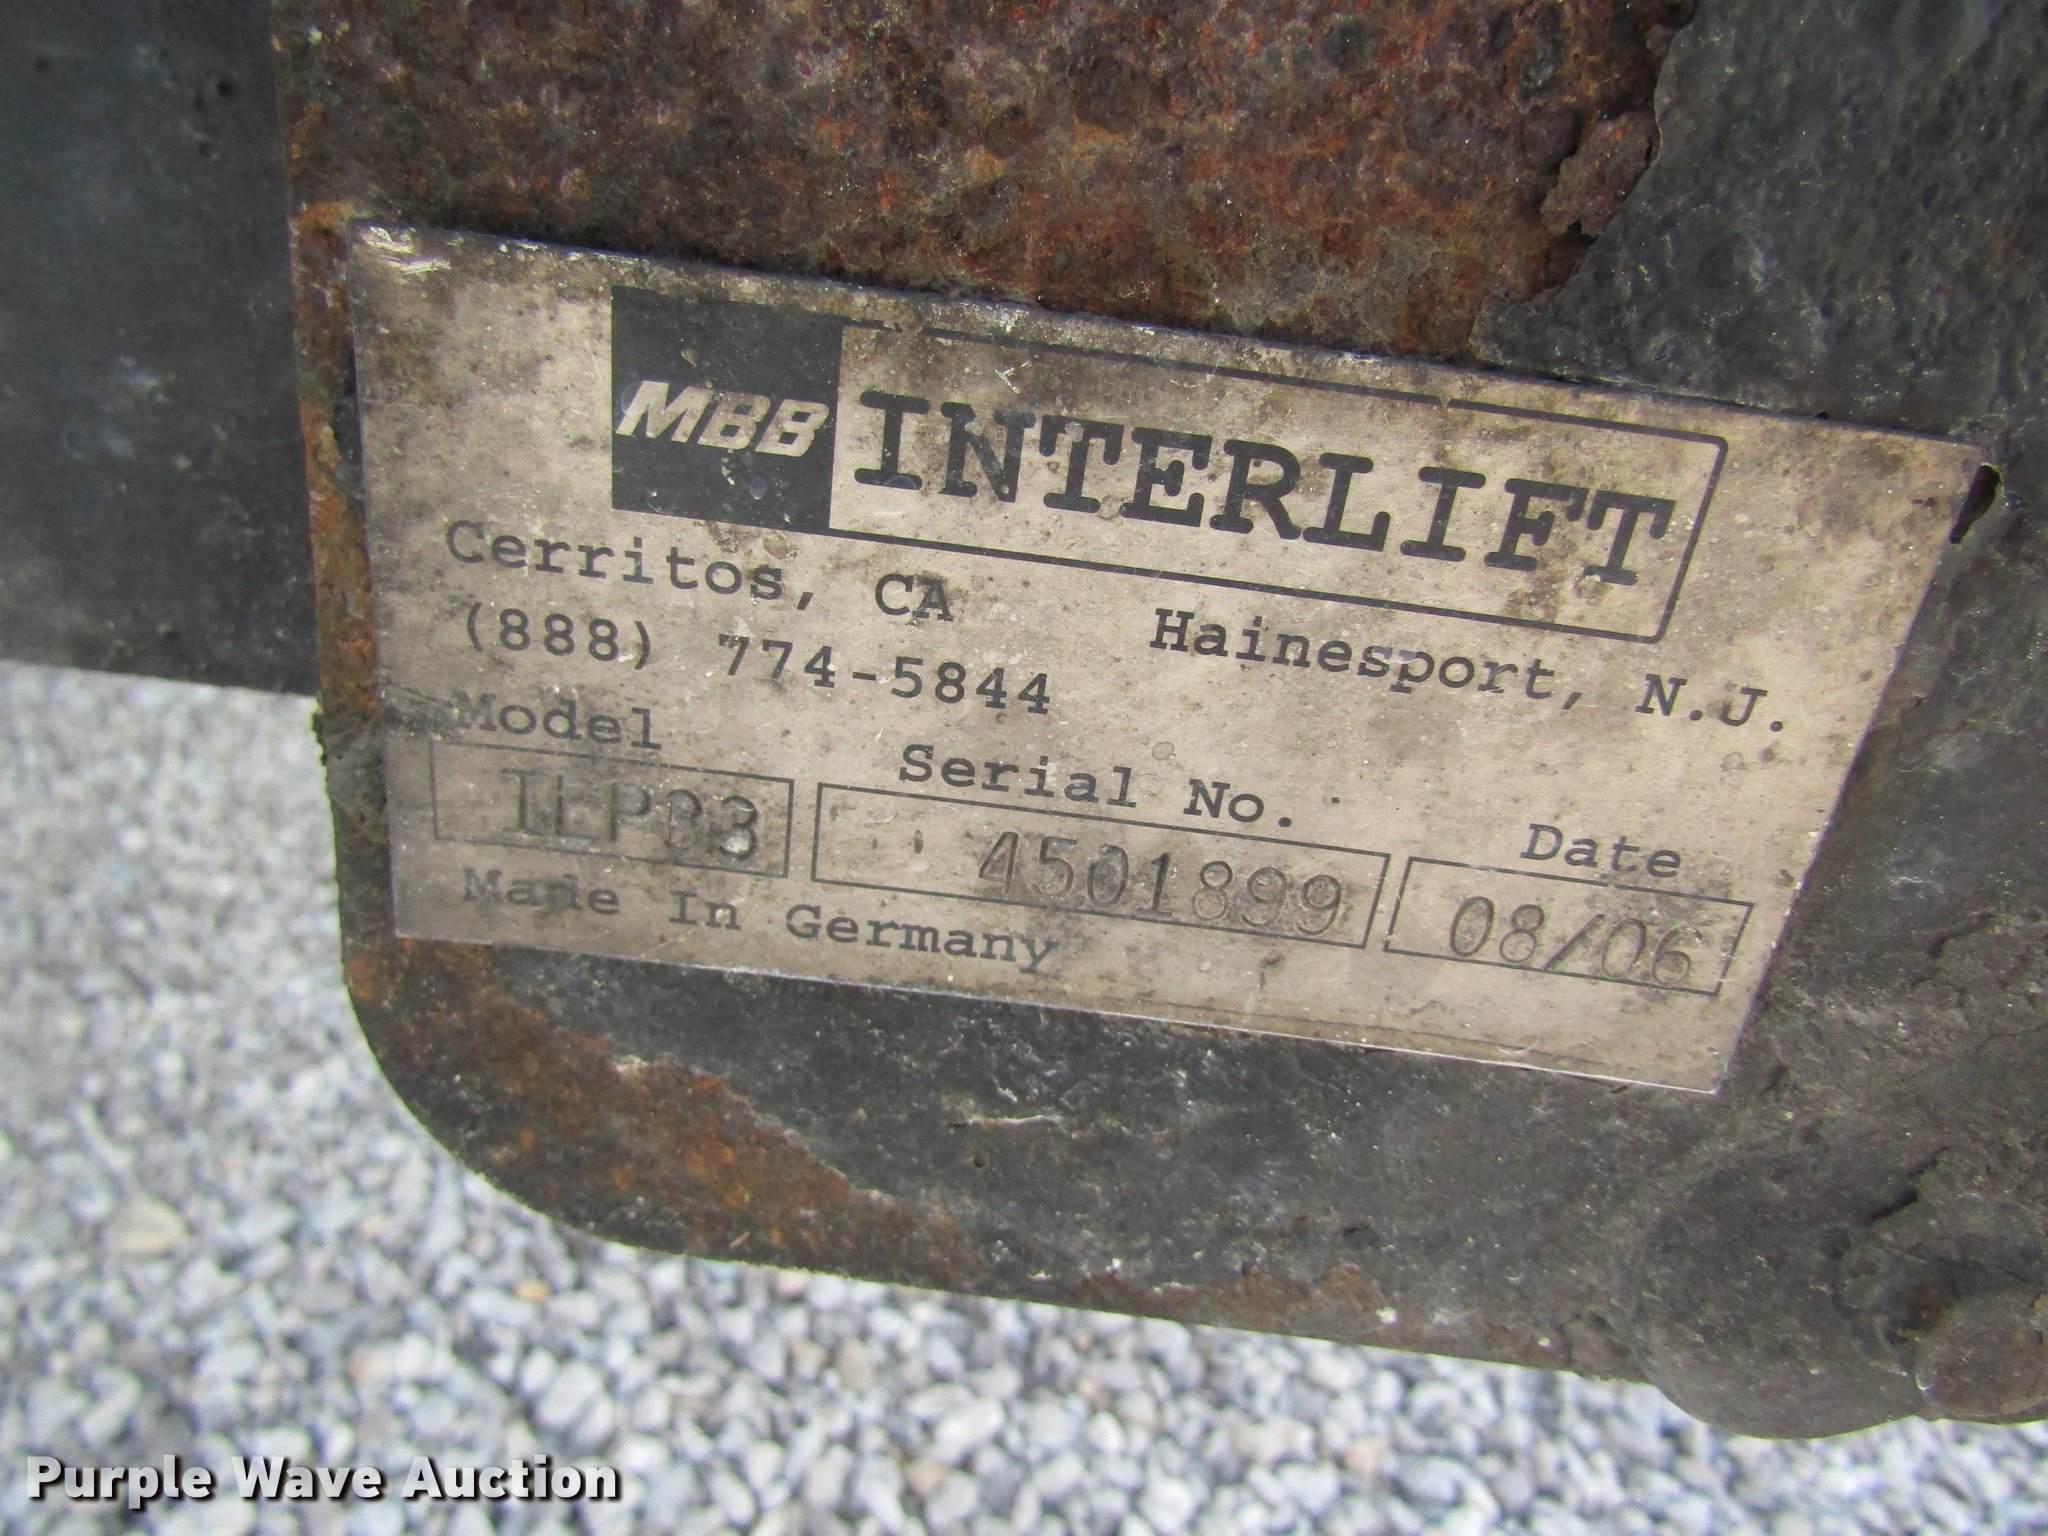 MBB INTERLIFT
Cerritos, CA Hainesport, N.J.
(888) 774-5844
Model Serial No. Date
ILP33 4501899 08/06
Made In Germany
Purple Wave Auction